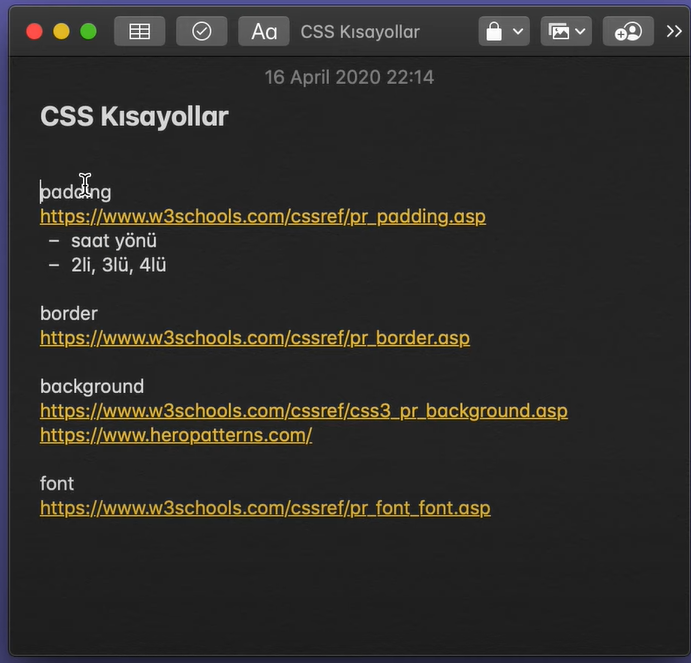 Aa CSS Kısayollar
16 April 2020 22:14
CSS Kısayollar
padding
https://www.w3schools.com/cssref/pr_padding.asp
– saat yönü
– 2li, 3lü, 4lü
border
https://www.w3schools.com/cssref/pr_border.asp
background
https://www.w3schools.com/cssref/css3_pr_background.asp
https://www.heropatterns.com/
font
https://www.w3schools.com/cssref/pr_font_font.asp